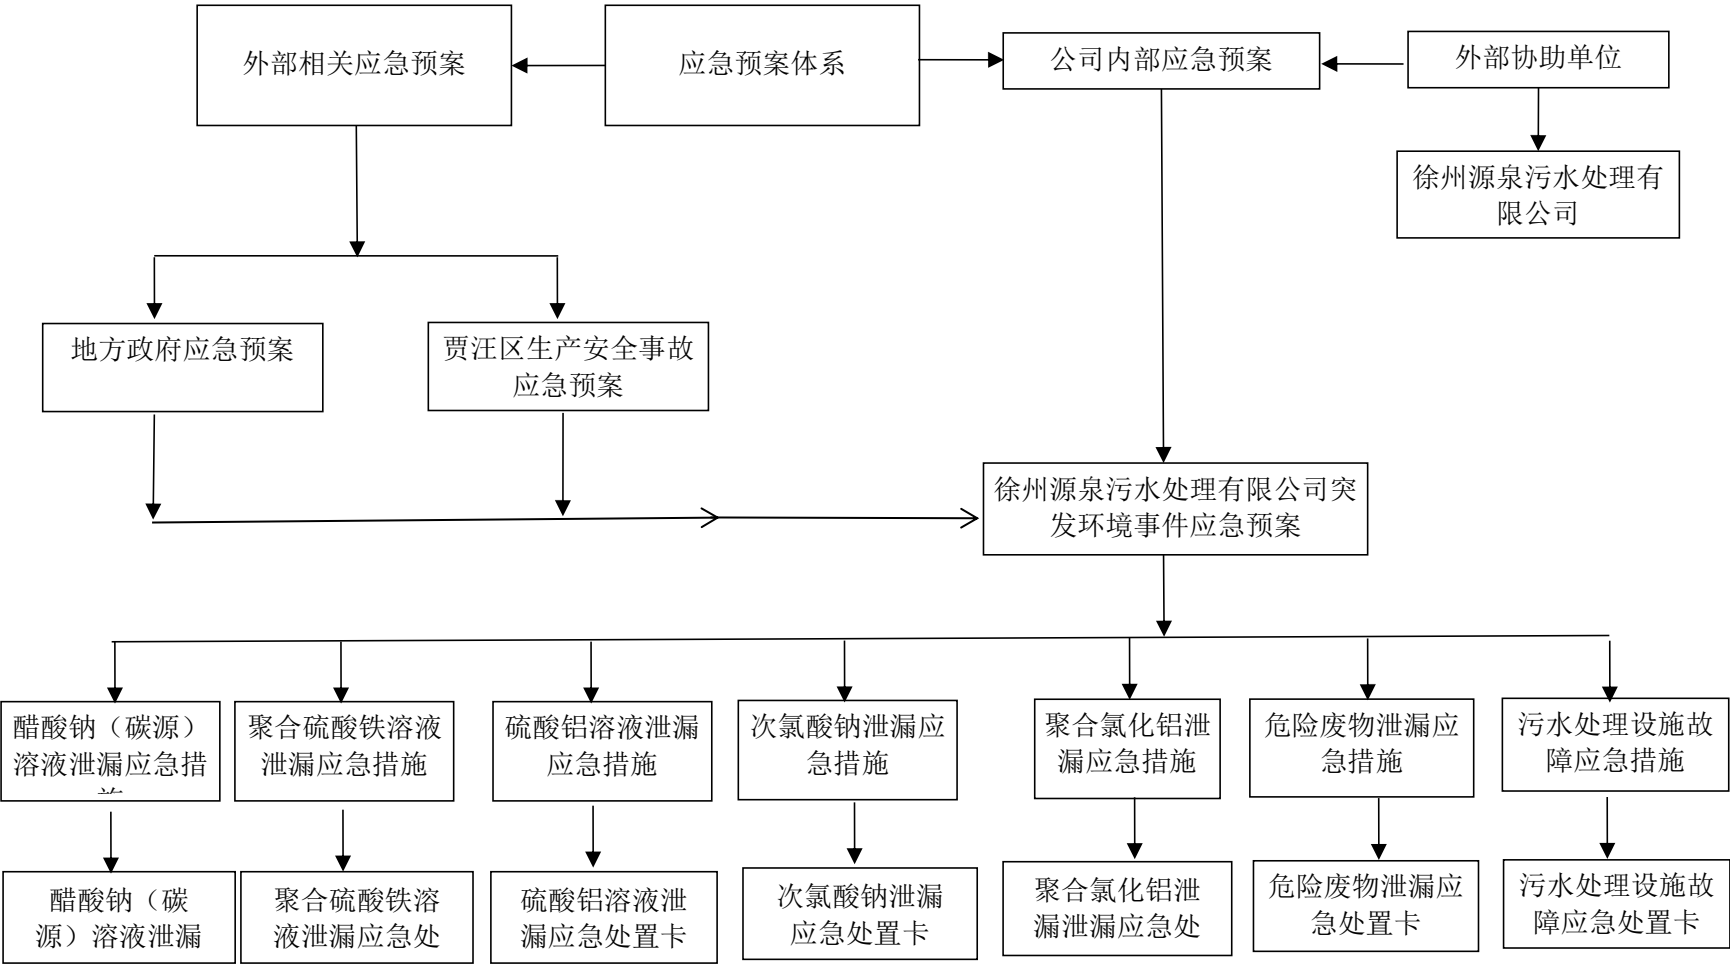 外部相关应急预案
应急预案体系
公司内部应急预案
外部协助单位
徐州源泉污水处理有
限公司
地方政府应急预案
贾汪区生产安全事故
应急预案
徐州源泉污水处理有限公司突
发环境事件应急预案
醋酸钠（碳源）
溶液泄漏应急措
聚合硫酸铁溶液
泄漏应急措施
硫酸铝溶液泄漏
应急措施
次氯酸钠泄漏应
急措施
聚合氯化铝泄
漏应急措施
危险废物泄漏应
急措施
污水处理设施故
障应急措施
醋酸钠（碳
源）溶液泄漏
聚合硫酸铁溶
液泄漏应急处
硫酸铝溶液泄
漏应急处置卡
次氯酸钠泄漏
应急处置卡
聚合氯化铝泄
漏泄漏应急处
危险废物泄漏应
急处置卡
污水处理设施故
障应急处置卡